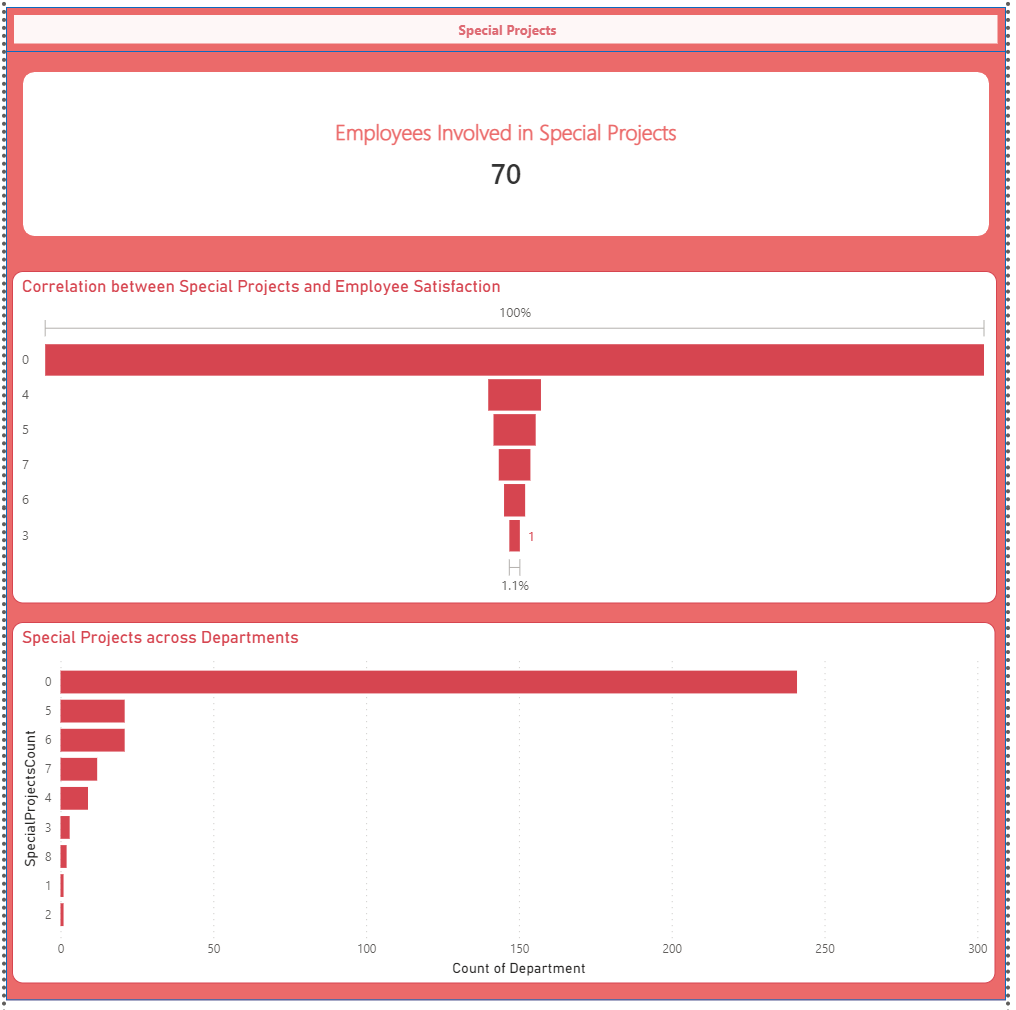 Special Projects
Employees Involved in Special Projects
70
Correlation between Special Projects and Employee Satisfaction
100%
0
4
5
7
6
3
1
1.1%
Special Projects across Departments
SpecialProjectsCount
0
5
6
7
4
3
8
1
2
0 50 100 150 200 250 300
Count of Department